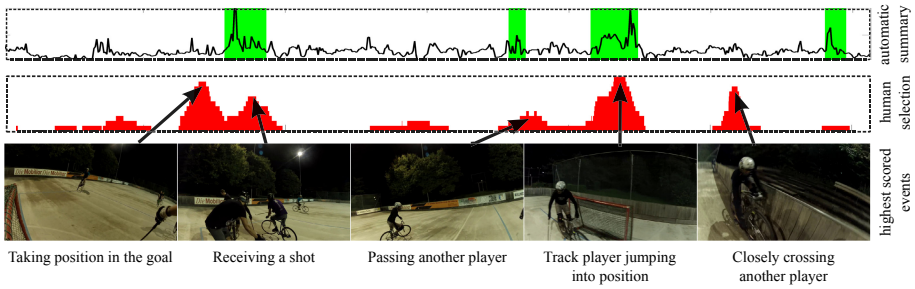 automatic
summary
human
selection
highest scored
events
Taking position in the goal
Receiving a shot
Passing another player
Track player jumping
into position
Closely crossing
another player